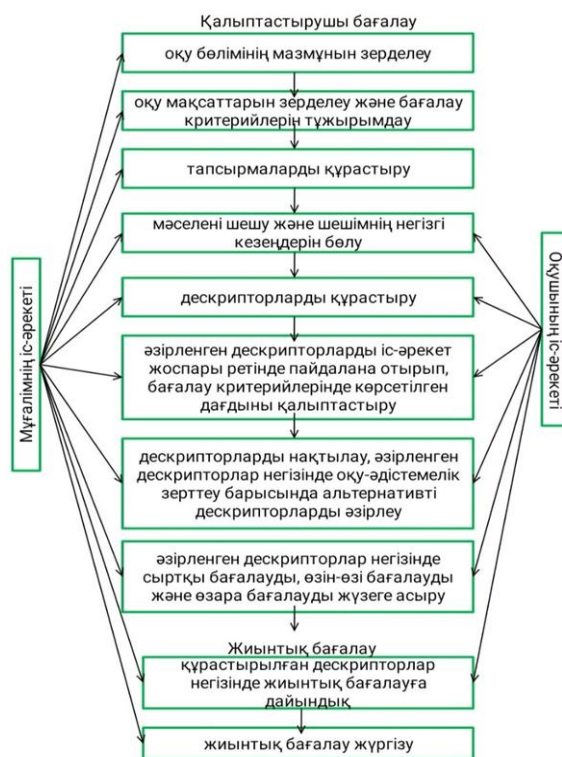 Қалыптастырушы бағалау
оқу бөлімінің мазмұнын зерделеу
оқу мақсаттарын зерделеу және бағалау
критерийлерін тұжырымдау
тапсырмаларды құрастыру
мәселені шешу және шешімнің негізгі
кезеңдерін бөлу
дескрипторларды құрастыру
әзірленген дескрипторларды іс-әрекет
жоспары ретінде пайдалана отырып,
бағалау критерийлерінде көрсетілген
дағдыны қалыптастыру
дескрипторларды нақтылау, әзірленген
дескрипторлар негізінде оқу-әдістемелік
зерттеу барысында альтернативті
дескрипторларды әзірлеу
әзірленген дескрипторлар негізінде
сыртқы бағалауды, өзін-өзі бағалауды
және өзара бағалауды жүзеге асыру
Жиынтық бағалау
құрастырылған дескрипторлар
негізінде жиынтық бағалауға
дайындық
жиынтық бағалау жүргізу
Мұғалімнің іс-әрекеті
Оқушының іс-әрекеті